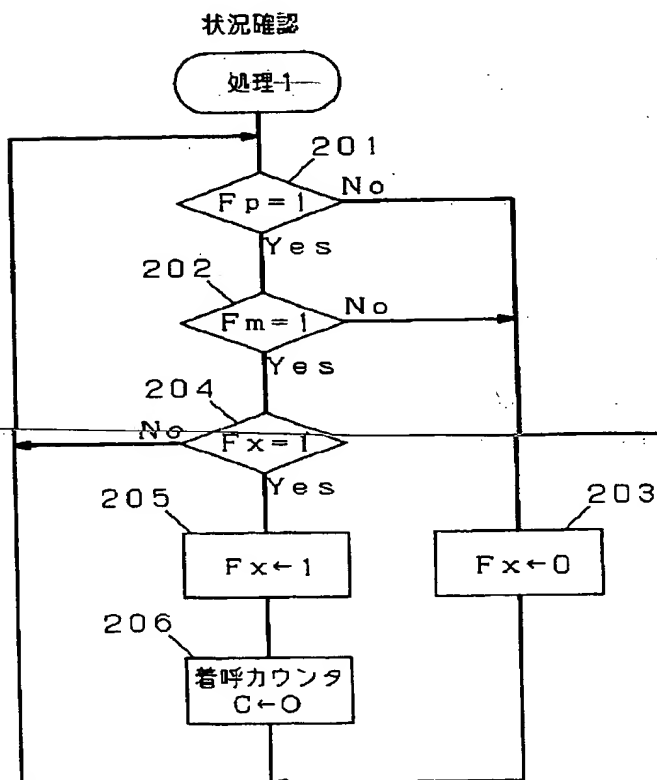 状況確認
処理1
201
Fp=1
No
Yes
202
Fm=1
No
Yes
204
No
Fx=1
Yes
205
Fx←1
203
Fx←0
206
着呼カウンタ
C←0